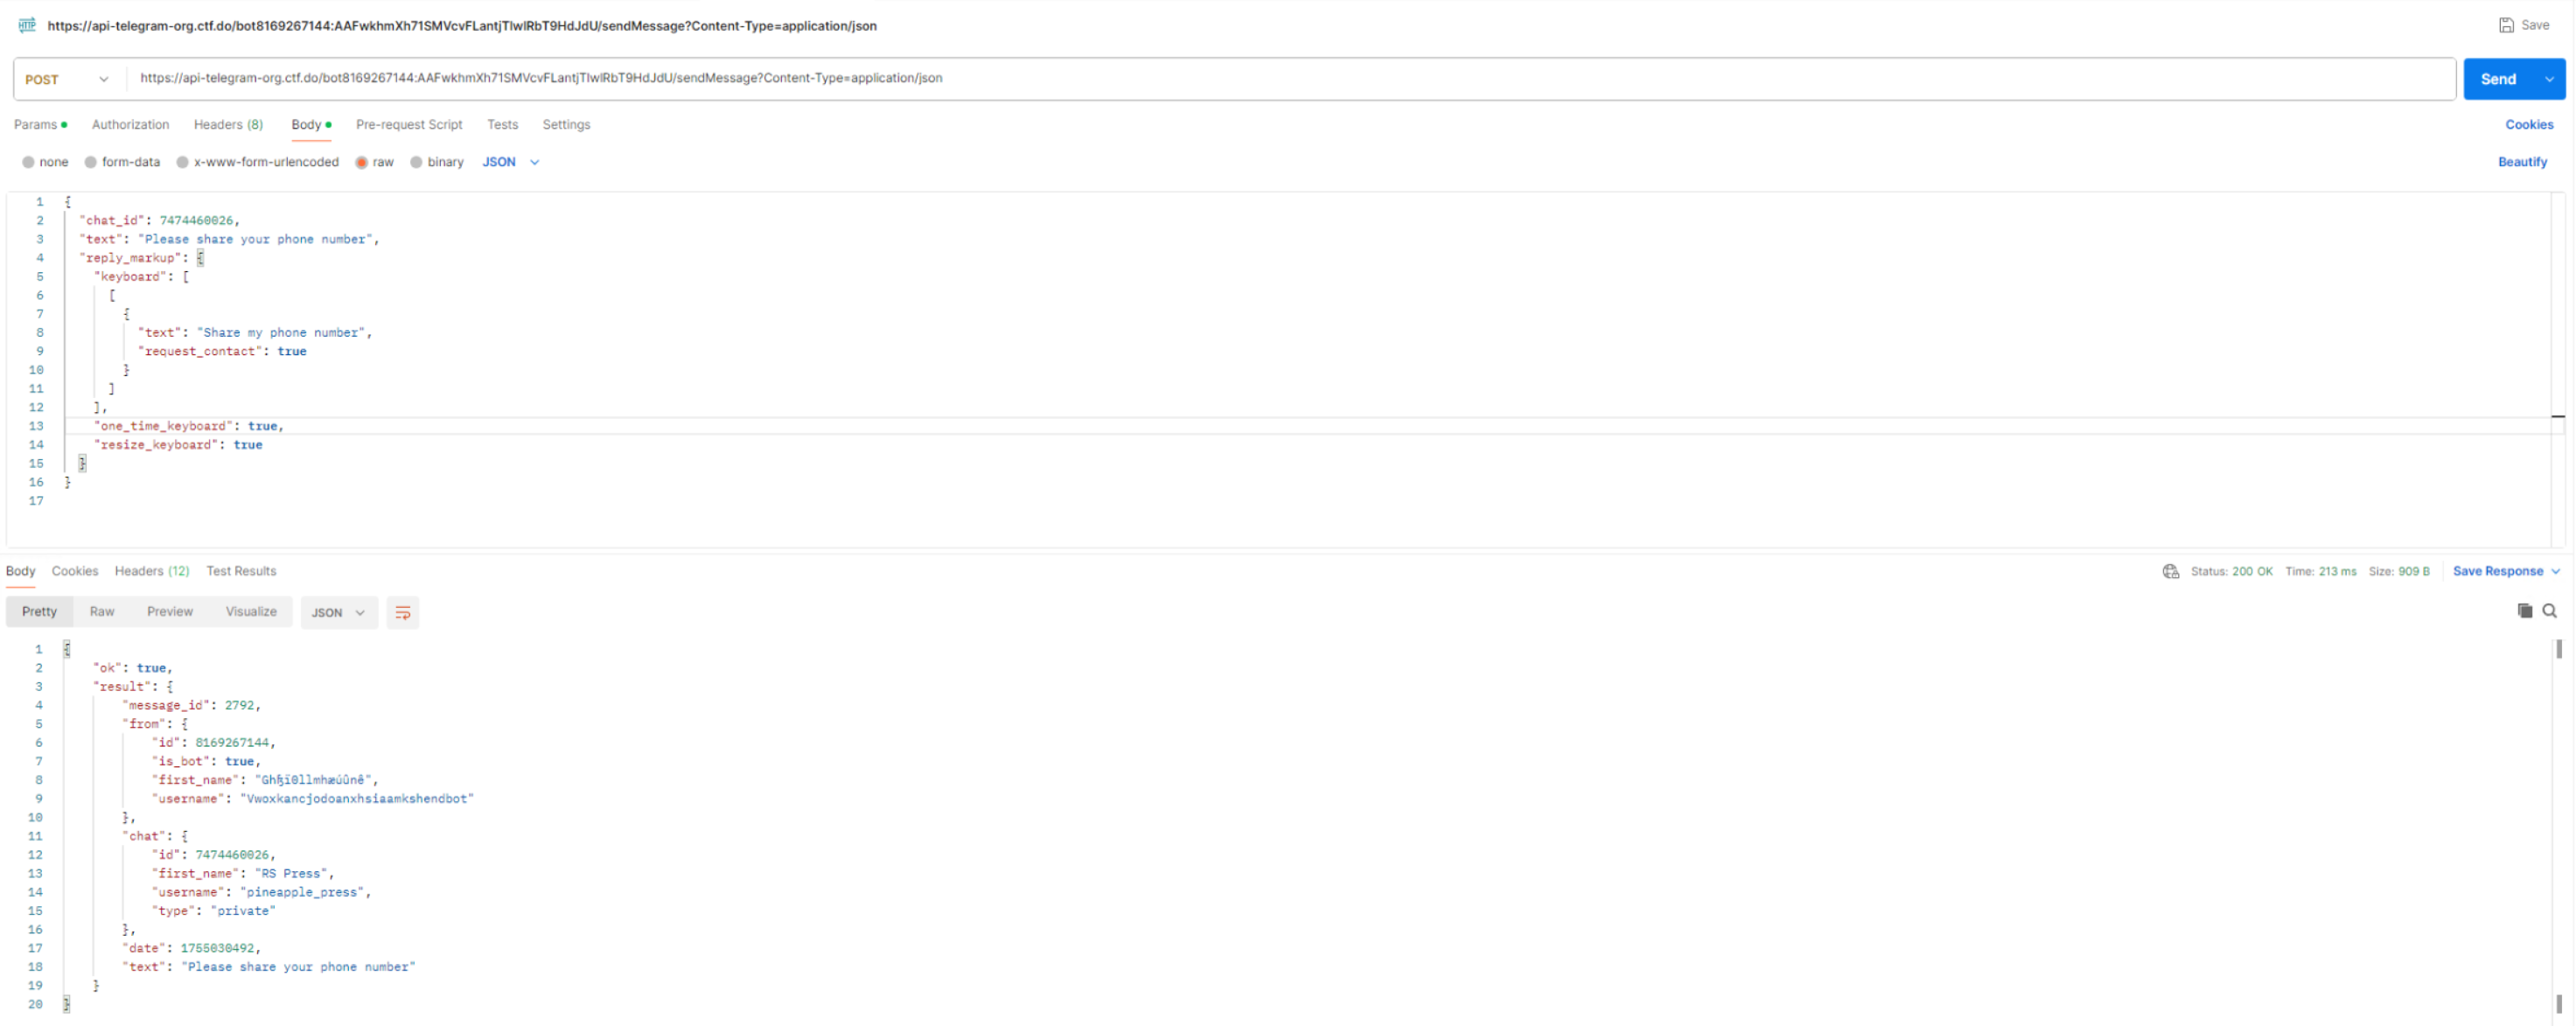 HTTP https://api-telegram-org.ctf.do/bot8169267144:AAFwkhmXh71SMVcvFLantjTlwlRbT9HdJdU/sendMessage?Content-Type=application/json Save
POST https://api-telegram-org.ctf.do/bot8169267144:AAFwkhmXh71SMVcvFLantjTlwlRbT9HdJdU/sendMessage?Content-Type=application/json Send
Params Authorization Headers (8) Body Pre-request Script Tests Settings Cookies
none form-data x-www-form-urlencoded raw binary JSON Beautify
1 {
2 "chat_id": 7474460026,
3 "text": "Please share your phone number",
4 "reply_markup": {
5 "keyboard": [
6 [
7 {
8 "text": "Share my phone number",
9 "request_contact": true
10 }
11 ]
12 ],
13 "one_time_keyboard": true,
14 "resize_keyboard": true
15 }
16 }
17
Body Cookies Headers (12) Test Results Status: 200 OK Time: 213 ms Size: 909 B Save Response
Pretty Raw Preview Visualize JSON
1 {
2 "ok": true,
3 "result": {
4 "message_id": 2792,
5 "from": {
6 "id": 8169267144,
7 "is_bot": true,
8 "first_name":
9 "username": "Vwoxkancjodoanxhsiaamkshendbot"
10 },
11 "chat": {
12 "id": 7474460026,
13 "first_name": "RS Press",
14 "username": "pineapple_press",
15 "type": "private"
16 },
17 "date": 1755030492,
18 "text": "Please share your phone number"
19 }
20 }